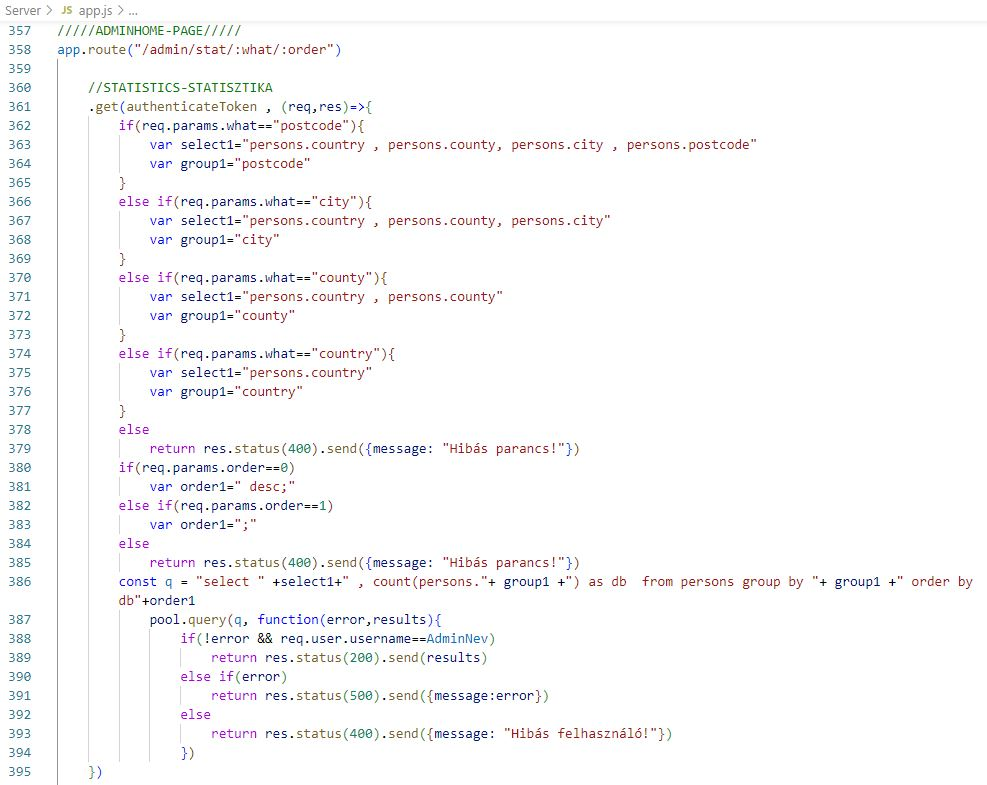 Server > JS app.js > ...
357 /////ADMINHOME-PAGE/////
358 app.route("/admin/stat/:what/:order")
359
360 //STATISTICS-STATISZTIKA
361 .get(authenticateToken , (req,res)=>{
362 if(req.params.what=="postcode"){
363 var select1="persons.country , persons.county, persons.city , persons.postcode"
364 var group1="postcode"
365 }
366 else if(req.params.what=="city"){
367 var select1="persons.country , persons.county, persons.city"
368 var group1="city"
369 }
370 else if(req.params.what=="county"){
371 var select1="persons.country , persons.county"
372 var group1="county"
373 }
374 else if(req.params.what=="country"){
375 var select1="persons.country"
376 var group1="country"
377 }
378 else
379 return res.status(400).send({message: "Hibás parancs!"})
380 if(req.params.order==0)
381 var order1=" desc;"
382 else if(req.params.order==1)
383 var order1=";"
384 else
385 return res.status(400).send({message: "Hibás parancs!"})
386 const q = "select " +select1+" , count(persons."+ group1 +") as db  from persons group by "+ group1 +" order by
db"+order1
387 pool.query(q, function(error,results){
388 if(!error && req.user.username==AdminNev)
389 return res.status(200).send(results)
390 else if(error)
391 return res.status(500).send({message:error})
392 else
393 return res.status(400).send({message: "Hibás felhasználó!"})
394 })
395 })